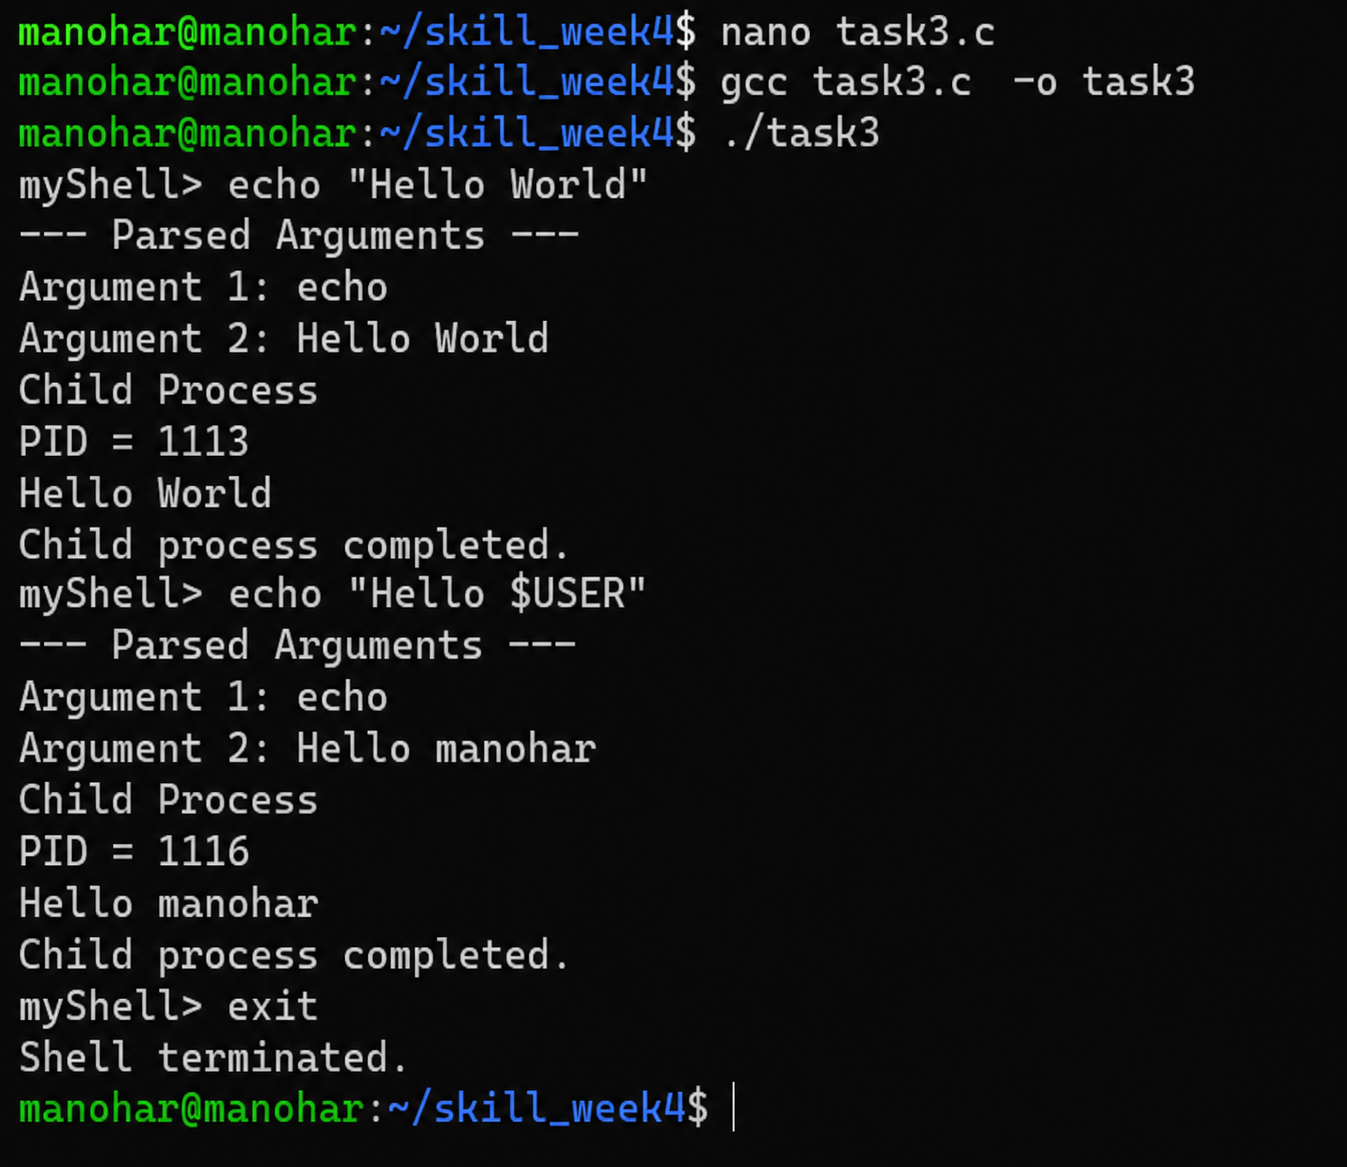 manohar@manohar:~/skill_week4$ nano task3.c
manohar@manohar:~/skill_week4$ gcc task3.c  -o task3
manohar@manohar:~/skill_week4$ ./task3
myShell> echo "Hello World"
--- Parsed Arguments ---
Argument 1: echo
Argument 2: Hello World
Child Process
PID = 1113
Hello World
Child process completed.
myShell> echo "Hello $USER"
--- Parsed Arguments ---
Argument 1: echo
Argument 2: Hello manohar
Child Process
PID = 1116
Hello manohar
Child process completed.
myShell> exit
Shell terminated.
manohar@manohar:~/skill_week4$